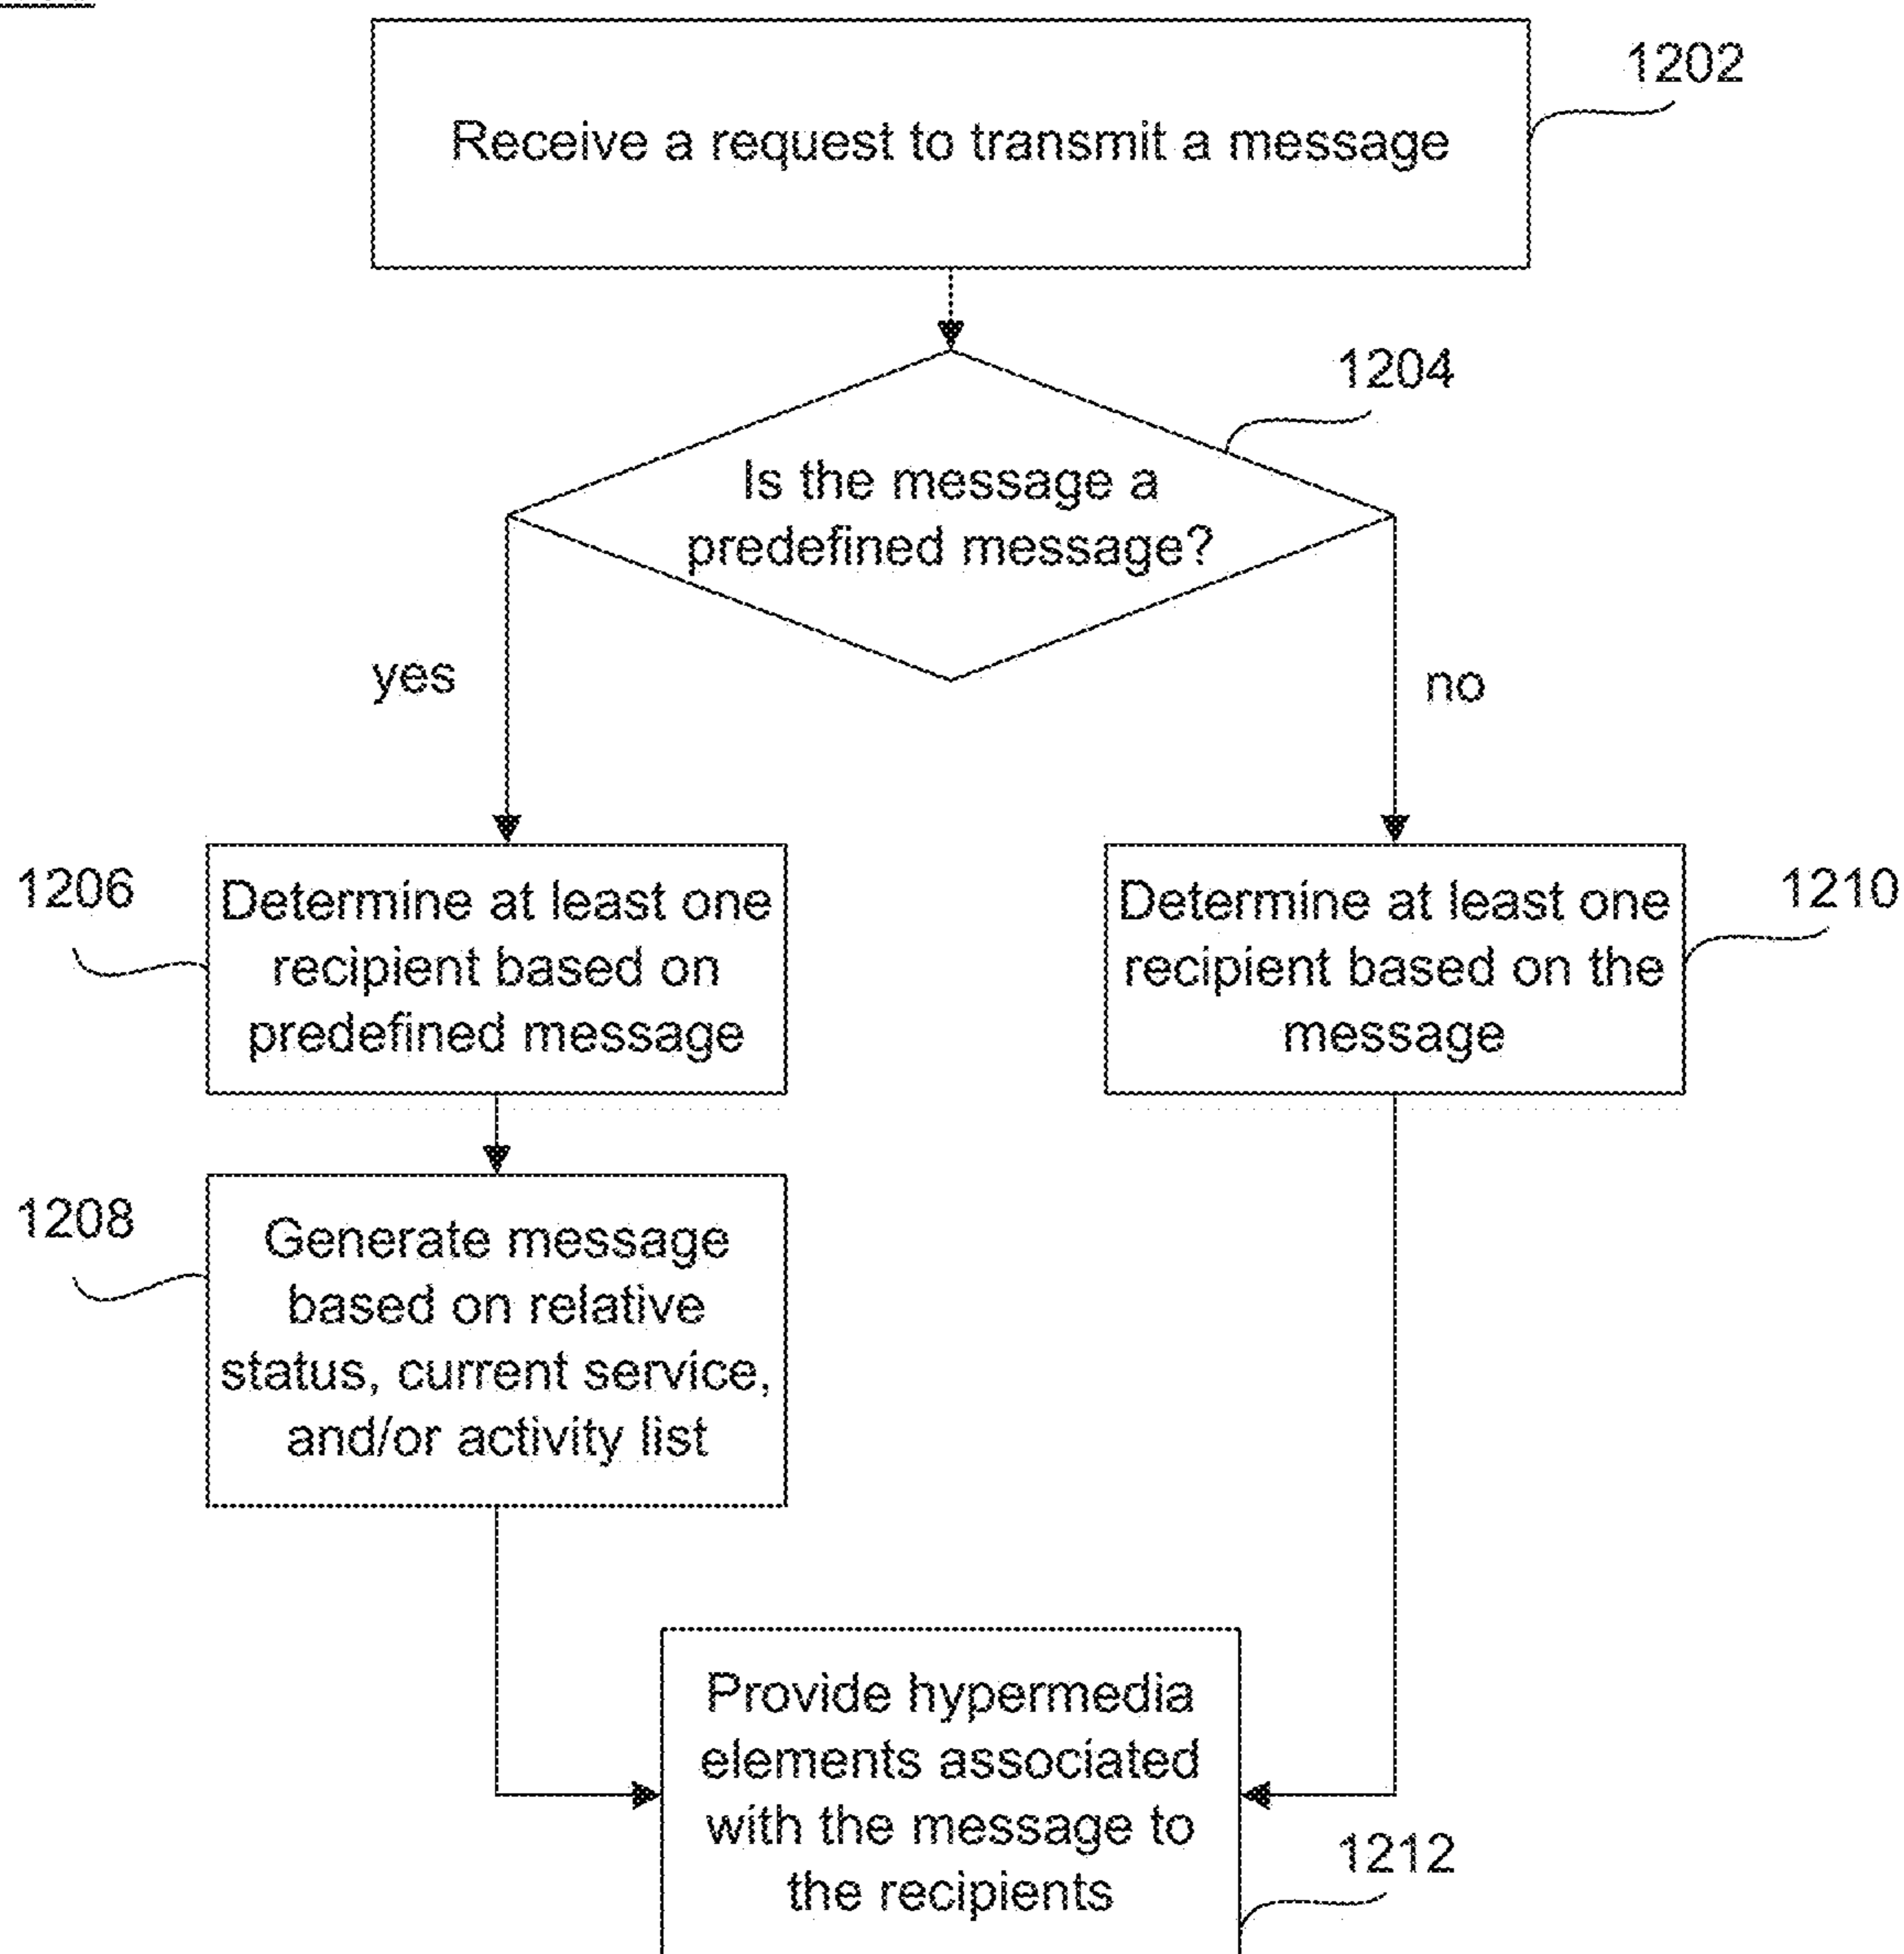 1202
Receive a request to transmit a message
1204
Is the message a
predefined message?
yes
no
1206
Determine at least one
recipient based on
predefined message
1210
Determine at least one
recipient based on the
message
1208
Generate message
based on relative
status, current service,
and/or activity list
Provide hypermedia
elements associated
with the message to
the recipients
1212